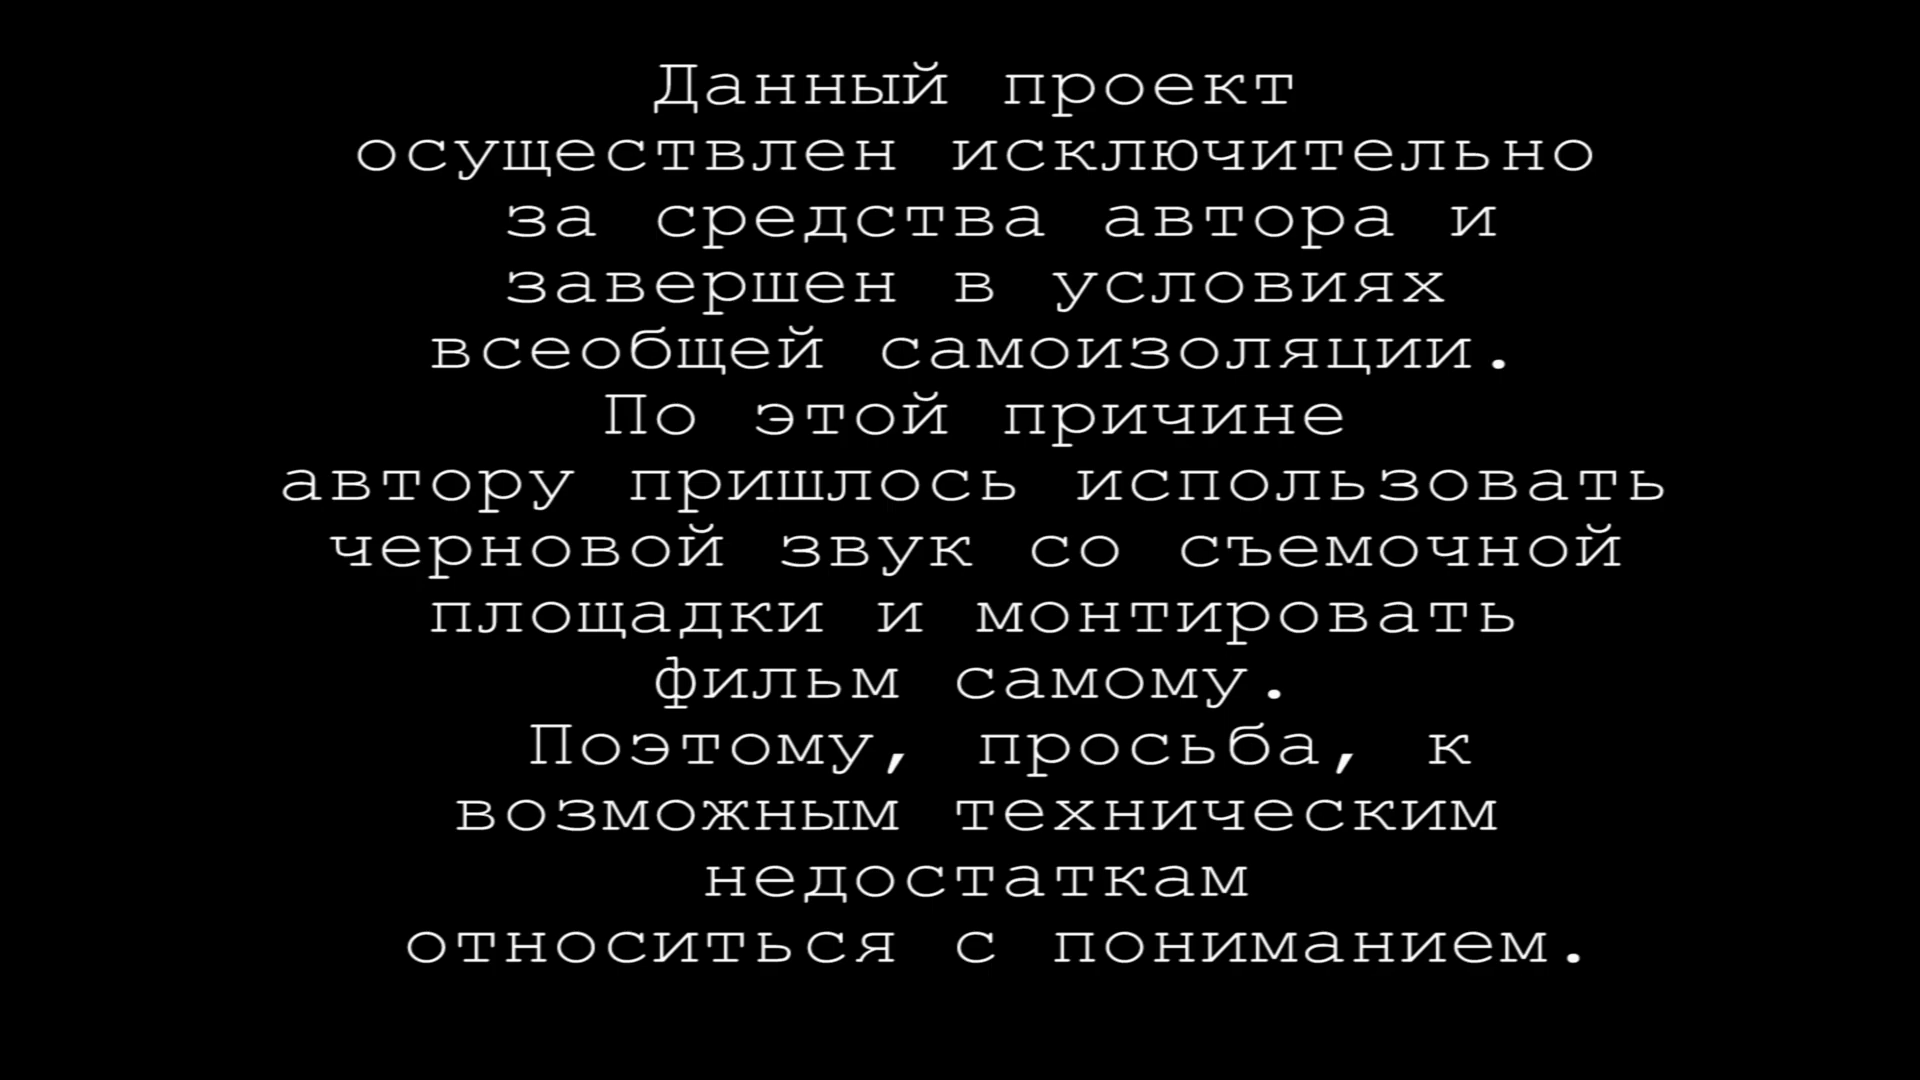 Данный проект
осуществлен исключительно
за средства автора и
завершен в условиях
всеобщей самоизоляции.
По этой причине
автору пришлось использовать
черновой звук со съемочной
площадки и монтировать
фильм самому.
Поэтому, просьба, к
возможным техническим
недостаткам
относиться с пониманием.